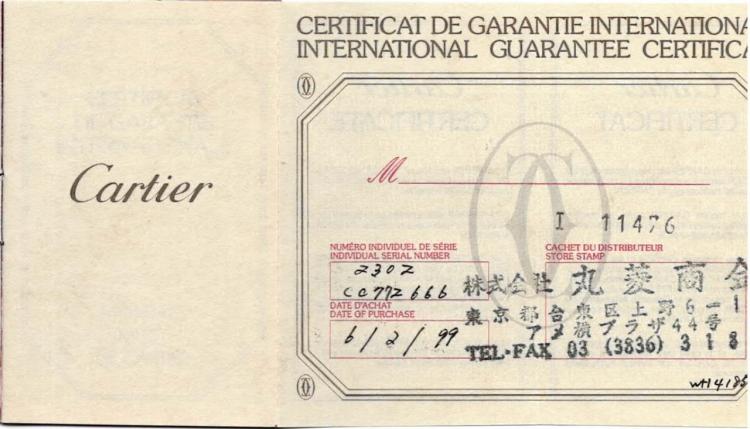 CERTIFICAT DE GARANTIE INTERNATIONA
INTERNATIONAL GUARANTEE CERTIFICA
Cartier
M
I 11476
NUMÉRO INDIVIDUEL DE SÉRIE
INDIVIDUAL SERIAL NUMBER
CACHET DU DISTRIBUTEUR
STORE STAMP
2302
CC772666
株式会社 丸菱商会
DATE D'ACHAT
DATE OF PURCHASE
東京都台東区上野6-1
アメ横プラザ44号
6/2/99
TEL・FAX 03 (3836) 318
WH4185